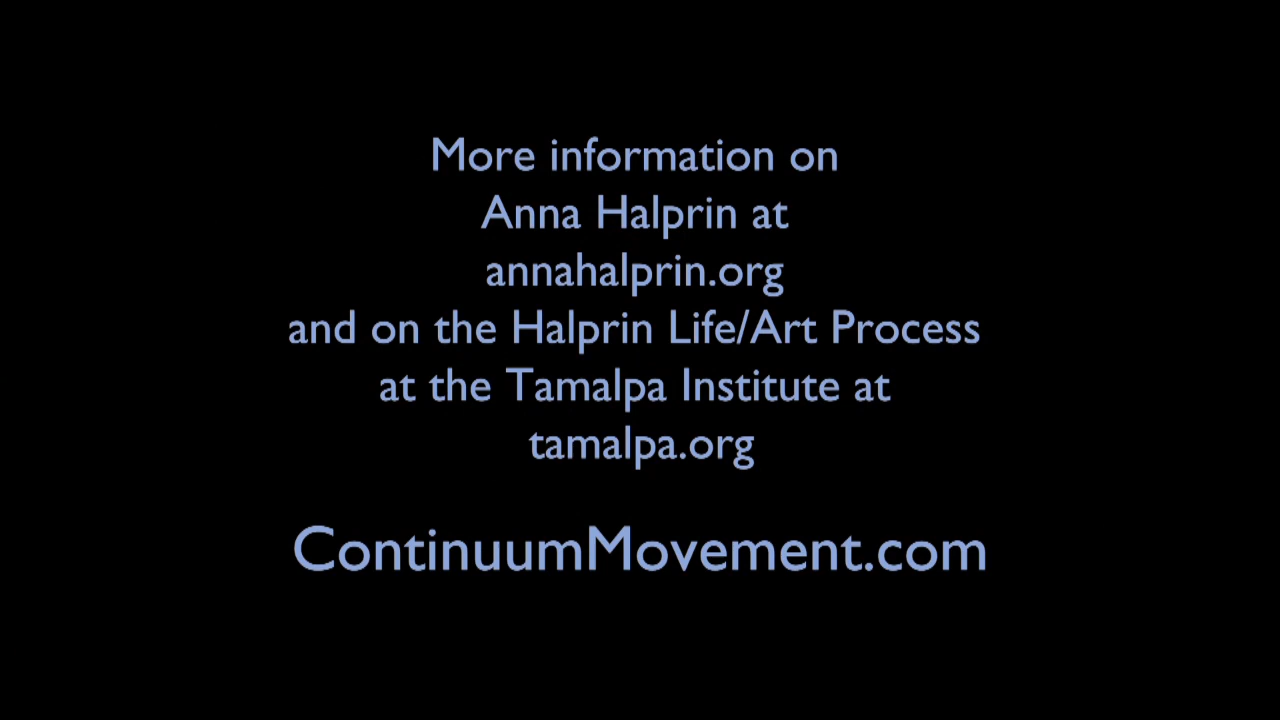 More information on
Anna Halprin at
annahalprin.org
and on the Halprin Life/Art Process
at the Tamalpa Institute at
tamalpa.org
ContinuumMovement.com